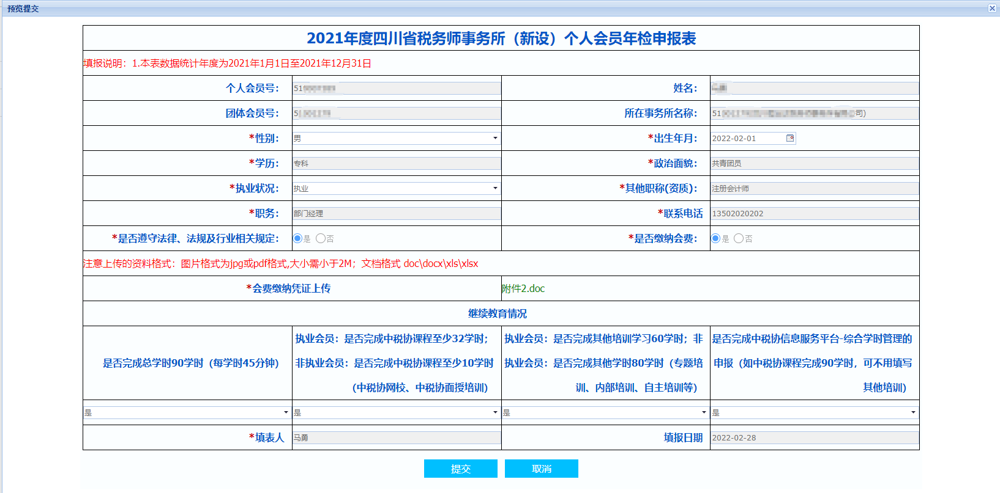 预览提交
2021年度四川省税务师事务所（新设）个人会员年检申报表
填报说明：1.本表数据统计年度为2021年1月1日至2021年12月31日
个人会员号： 51 姓名：
团体会员号： 5 所在事务所名称： 51 司)
*性别： 男 *出生年月： 2022-02-01
*学历： 专科 *政治面貌： 共青团员
*执业状况： 执业 *其他职称(资质)： 注册会计师
*职务： 部门经理 *联系电话 13502020202
*是否遵守法律、法规及行业相关规定： 是 否 *是否缴纳会费： 是 否
注意上传的资料格式：图片格式为jpg或pdf格式,大小需小于2M；文档格式 doc\docx\xls\xlsx
*会费缴纳凭证上传 附件2.doc
继续教育情况
是否完成总学时90学时（每学时45分钟）
执业会员：是否完成中税协课程至少32学时；
非执业会员：是否完成中税协课程至少10学时
（中税协网校、中税协面授培训）
执业会员：是否完成其他培训学习60学时；非
执业会员：是否完成其他学时80学时（专题培
训、内部培训、自主培训等）
是否完成中税协信息服务平台-综合学时管理的
申报（如中税协课程完成90学时，可不用填写
其他培训）
是 是 是 是
*填表人 马勇 填报日期 2022-02-28
提交 取消